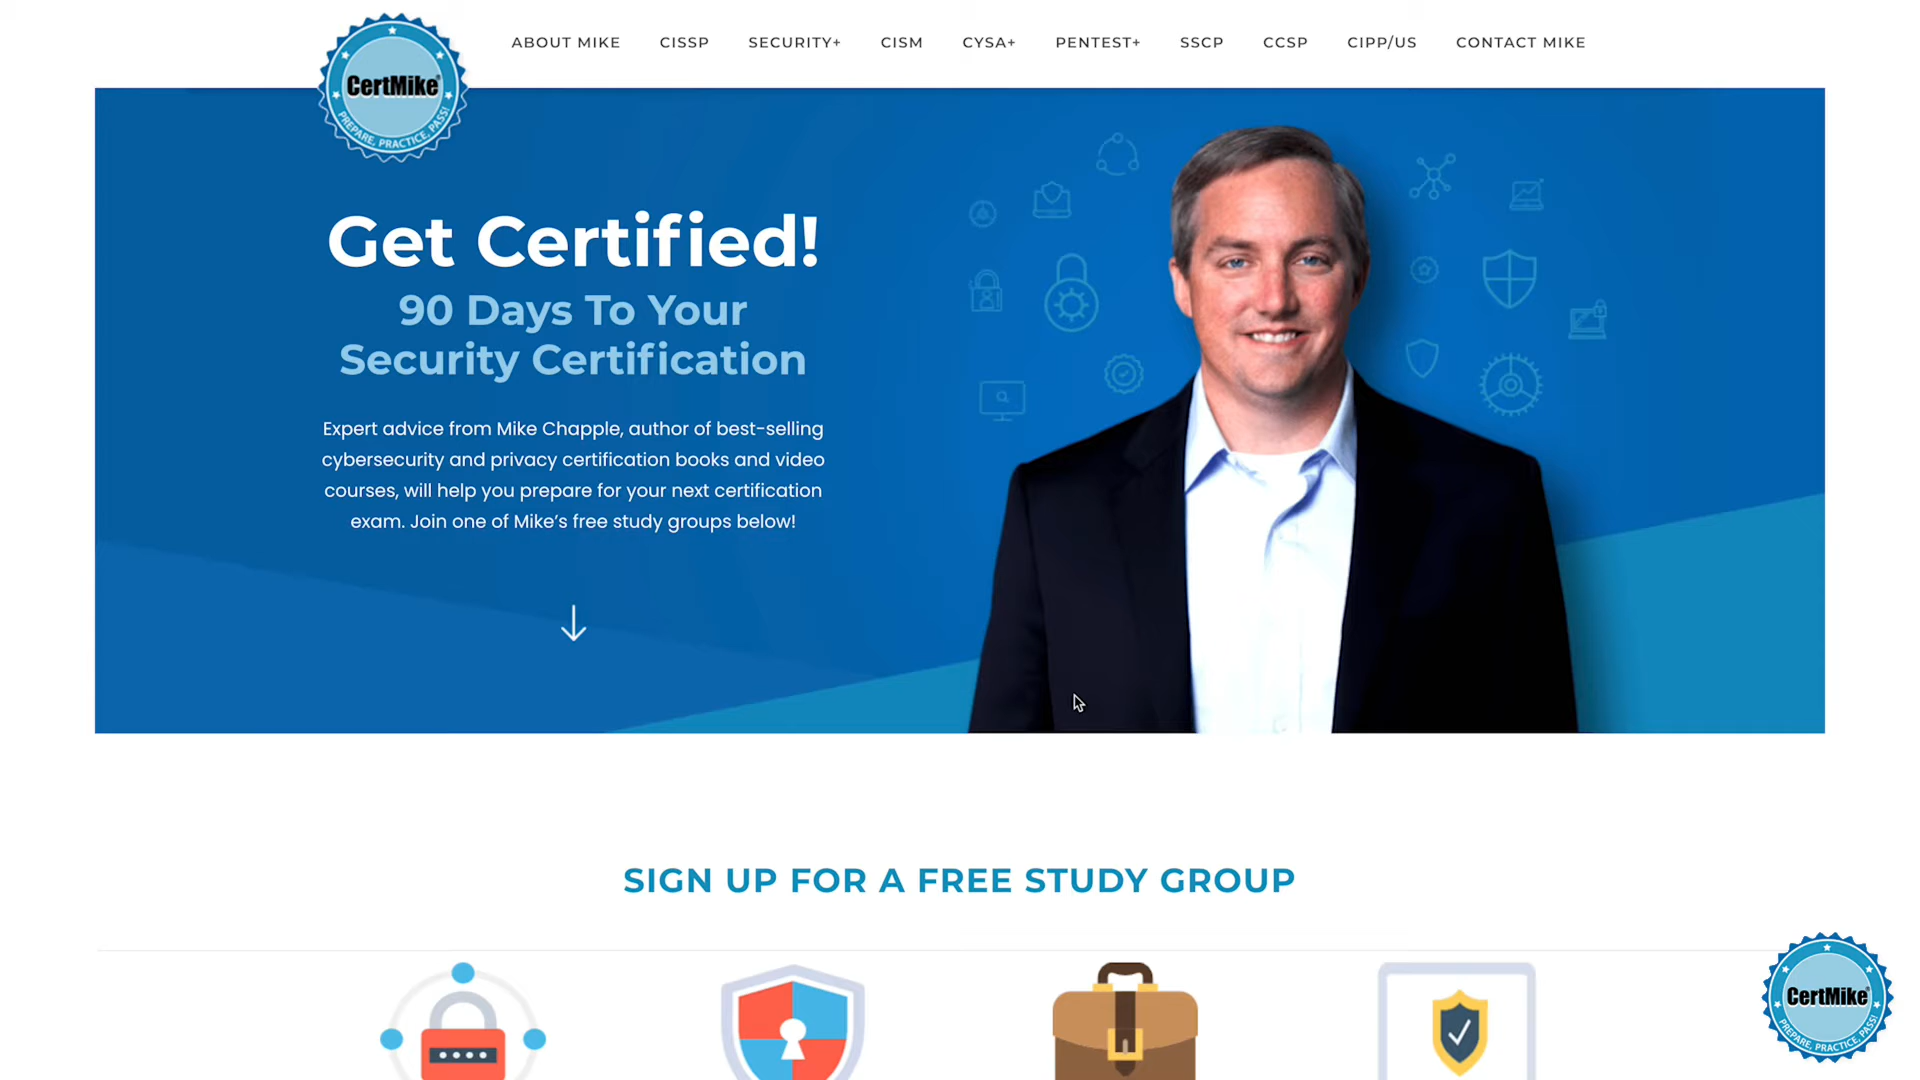 CertMike®
PREPARE, PRACTICE, PASS!
ABOUT MIKE
CISSP
SECURITY+
CISM
CYSA+
PENTEST+
SSCP
CCSP
CIPP/US
CONTACT MIKE
Get Certified!
90 Days To Your
Security Certification
Expert advice from Mike Chapple, author of best-selling
cybersecurity and privacy certification books and video
courses, will help you prepare for your next certification
exam. Join one of Mike’s free study groups below!
SIGN UP FOR A FREE STUDY GROUP
CertMike®
PREPARE, PRACTICE, PASS!